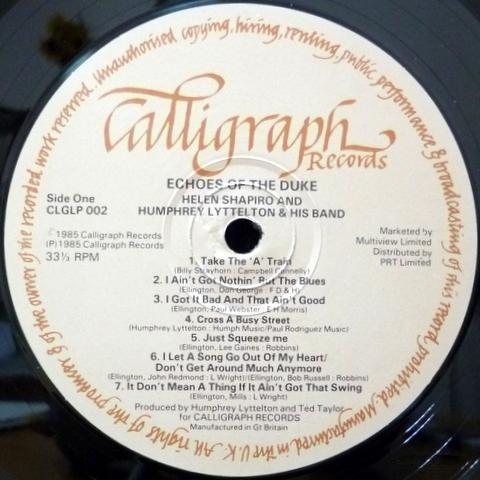 Calligraph
Records
ECHOES OF THE DUKE
HELEN SHAPIRO AND
HUMPHREY LYTTELTON & HIS BAND
Side One
CLGLP 002
1985 Calligraph Records
(P)1985 Calligraph Records
33⅓ RPM
Marketed by
Multiview Limited
Distributed by
PRT Limited
1. Take The 'A' Train
(Billy Strayhorn : Campbell Connelly)
2. I Ain't Got Nothin' But The Blues
(Ellington, Don George : F D & H)
3. I Got It Bad And That Ain't Good
(Ellington, Paul Webster : E H Morris)
4. Cross A Busy Street
(Humphrey Lyttelton : Humph Music/Paul Rodriguez Music)
5. Just Squeeze me
(Ellington, Lee Gaines : Robbins)
6. I Let A Song Go Out Of My Heart/
Don't Get Around Much Anymore
(Ellington, John Redmond : L Wright)/(Ellington, Bob Russell : Robbins)
7. It Don't Mean A Thing If It Ain't Got That Swing
(Ellington, Mills : L Wright)
Produced by Humphrey Lyttelton and Ted Taylor
for CALLIGRAPH RECORDS
Manufactured in Gt Britain
All rights of the producer & of the owner of the recorded work reserved. Unauthorised copying, hiring, renting, public performance & broadcasting of this record prohibited. Manufactured in the U.K.